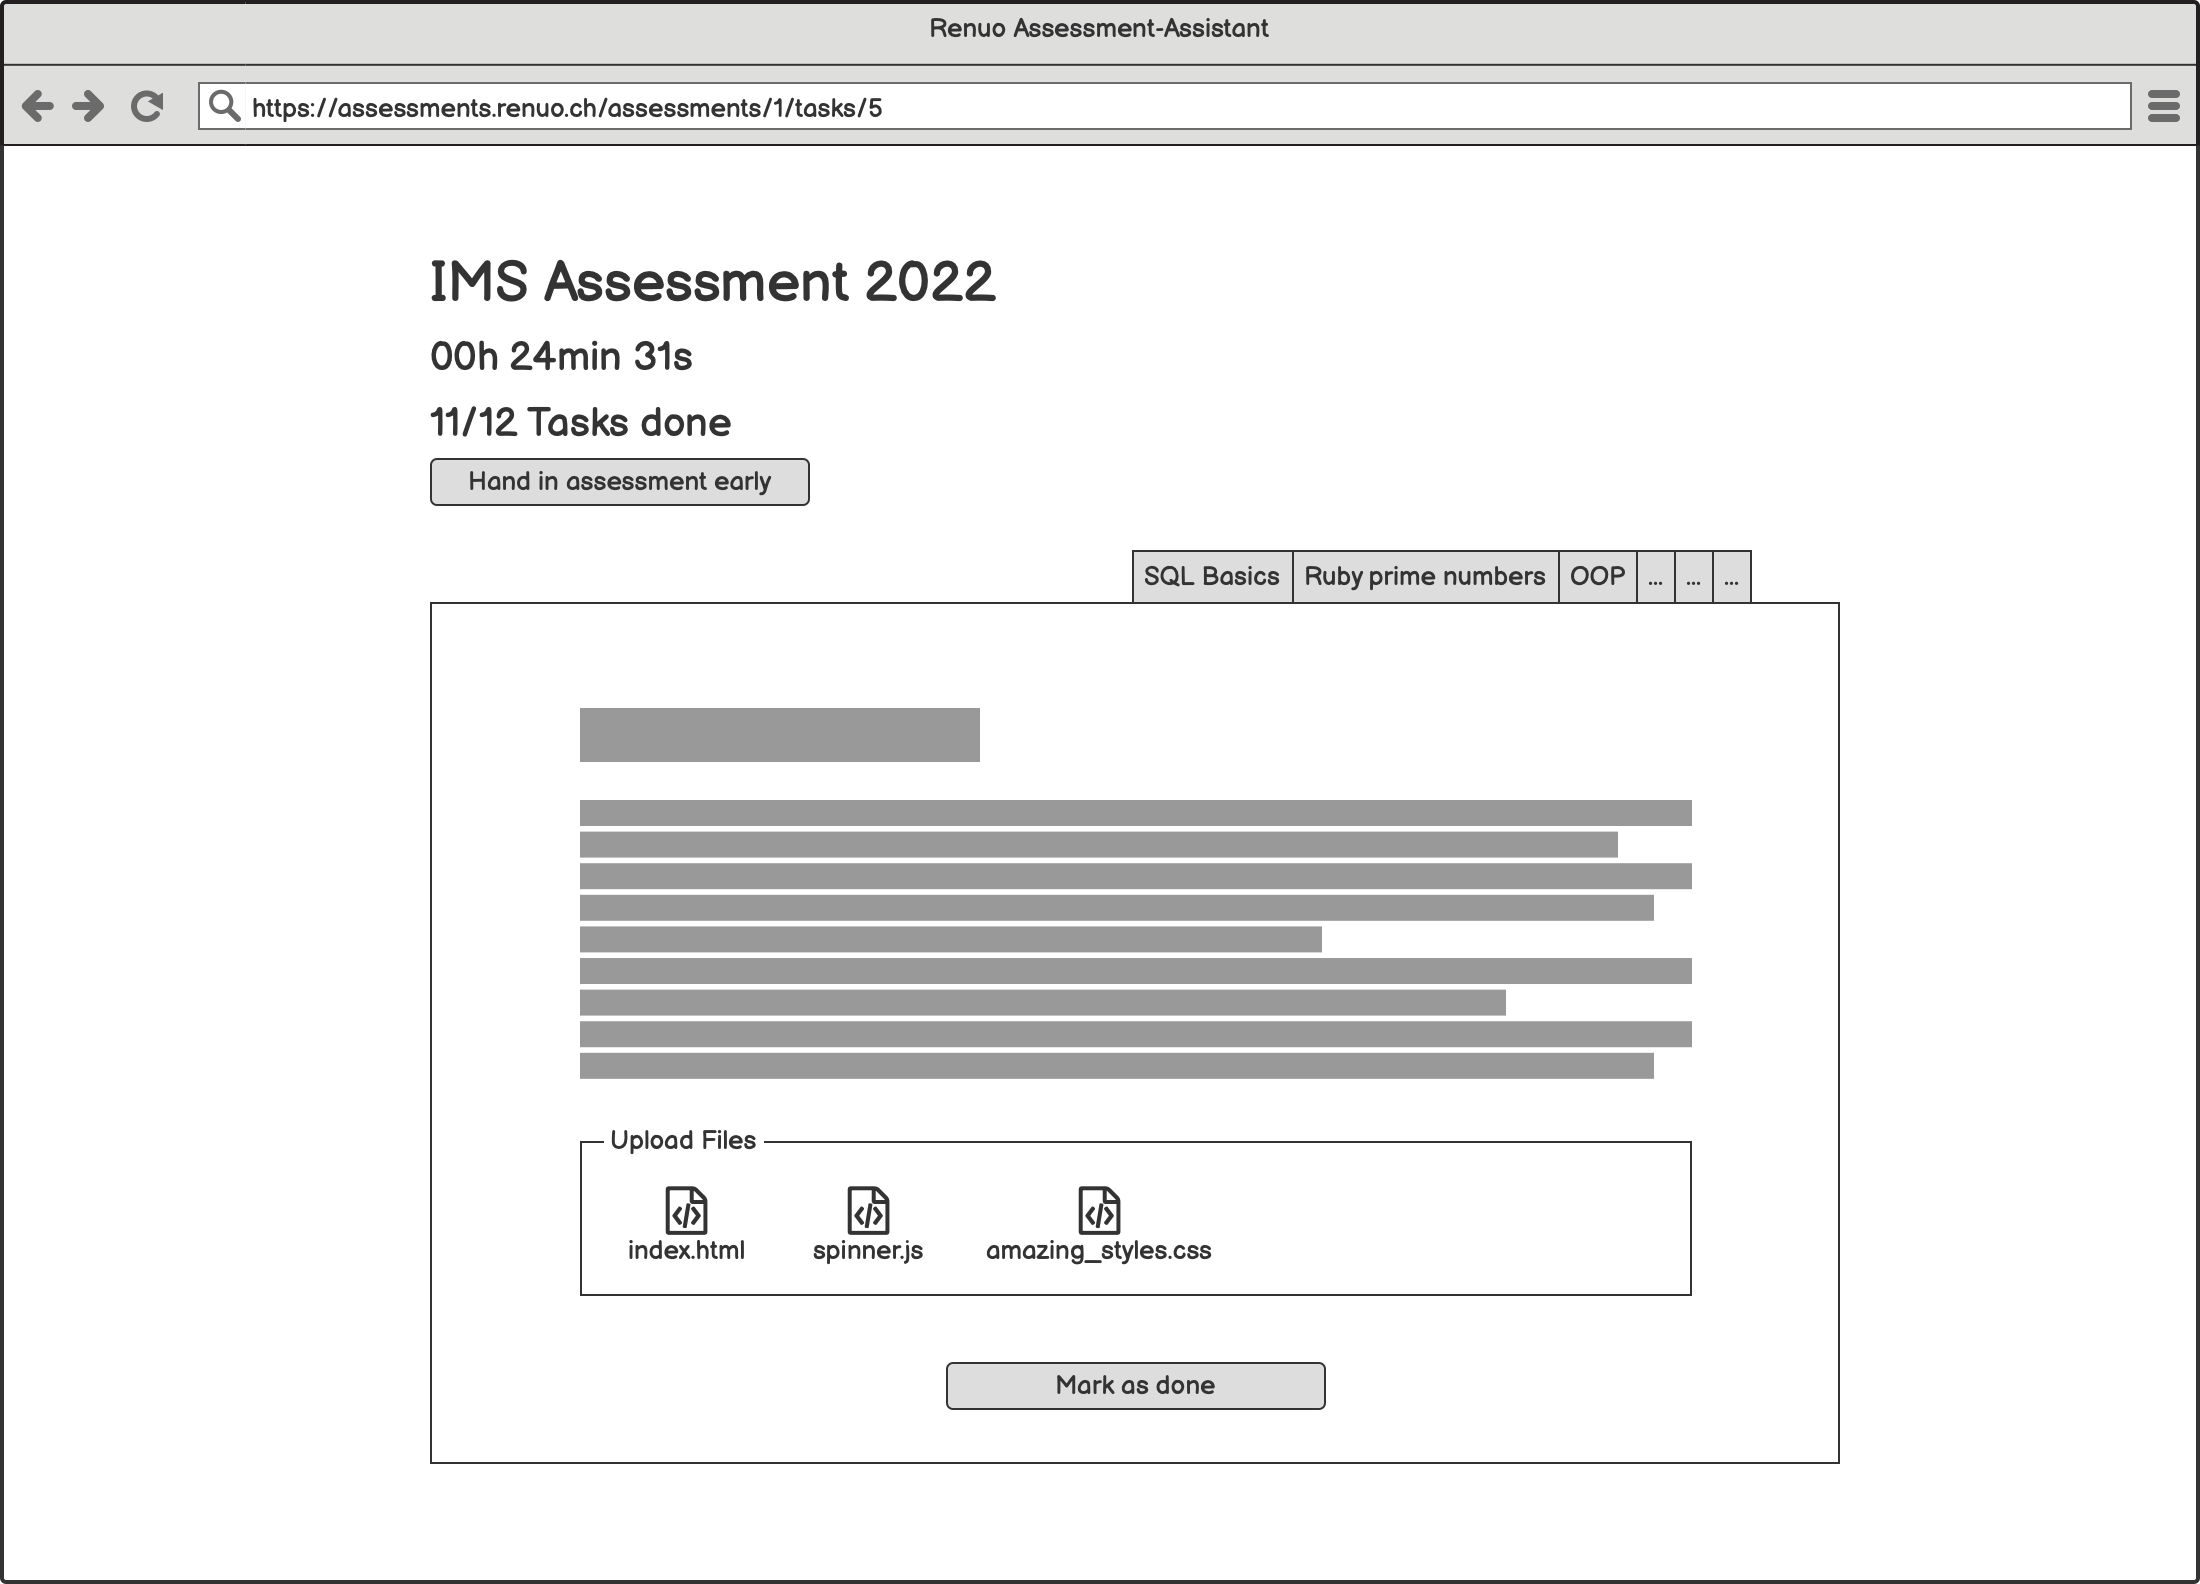 Renuo Assessment-Assistant
https://assessments.renuo.ch/assessments/1/tasks/5
IMS Assessment 2022
00h 24min 31s
11/12 Tasks done
Hand in assessment early
SQL Basics Ruby prime numbers OOP ... ... ...
Upload Files
index.html spinner.js amazing_styles.css
Mark as done